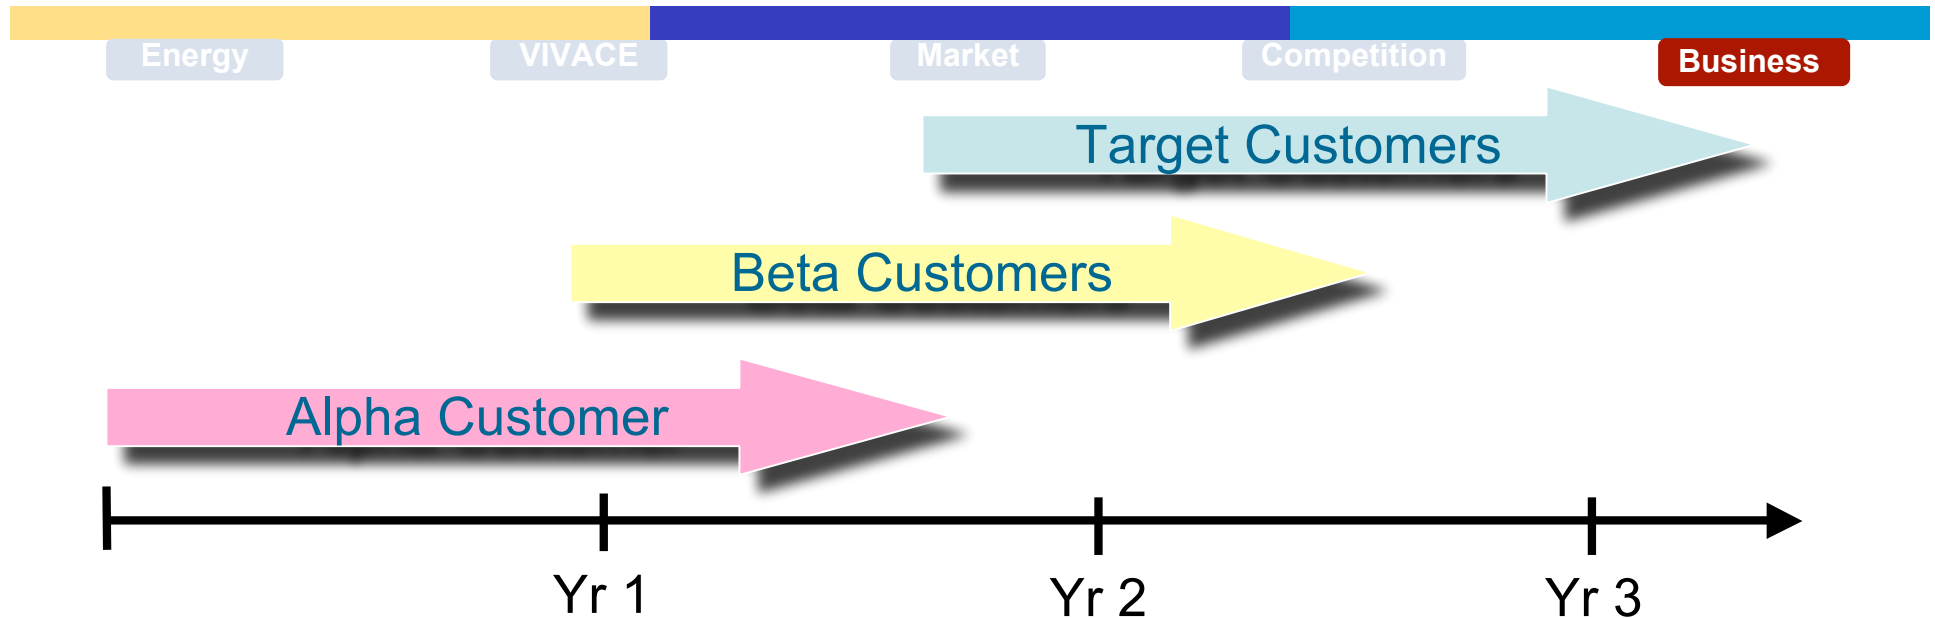 Energy
VIVACE
Market
Competition
Business
Target Customers
Beta Customers
Alpha Customer
Yr 1
Yr 2
Yr 3